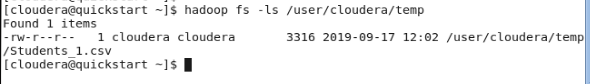 [cloudera@quickstart ~]$ hadoop fs -ls /user/cloudera/temp
Found 1 items
-rw-r--r--   1 cloudera cloudera       3316 2019-09-17 12:02 /user/cloudera/temp
/Students_1.csv
[cloudera@quickstart ~]$